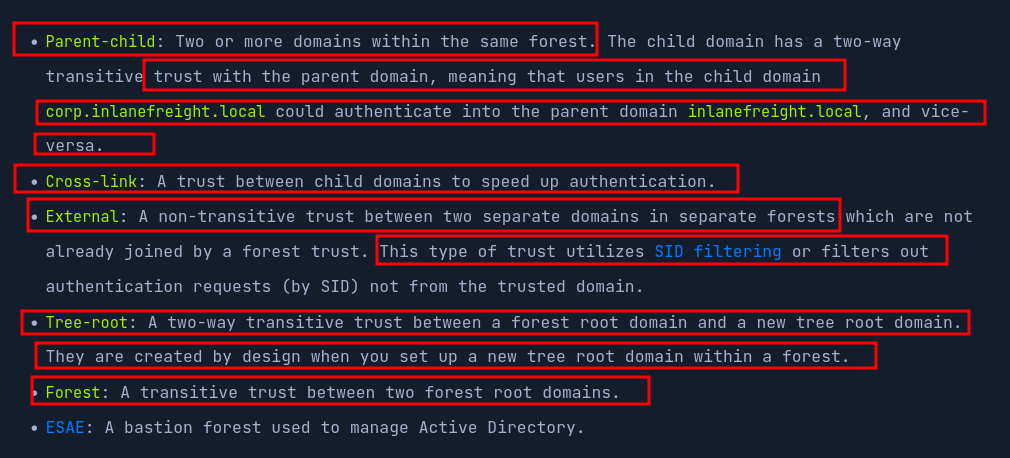 • Parent-child: Two or more domains within the same forest. The child domain has a two-way
transitive trust with the parent domain, meaning that users in the child domain
corp.inlanefreight.local could authenticate into the parent domain inlanefreight.local, and vice-
versa.
• Cross-link: A trust between child domains to speed up authentication.
• External: A non-transitive trust between two separate domains in separate forests which are not
already joined by a forest trust. This type of trust utilizes SID filtering or filters out
authentication requests (by SID) not from the trusted domain.
• Tree-root: A two-way transitive trust between a forest root domain and a new tree root domain.
They are created by design when you set up a new tree root domain within a forest.
• Forest: A transitive trust between two forest root domains.
• ESAE: A bastion forest used to manage Active Directory.